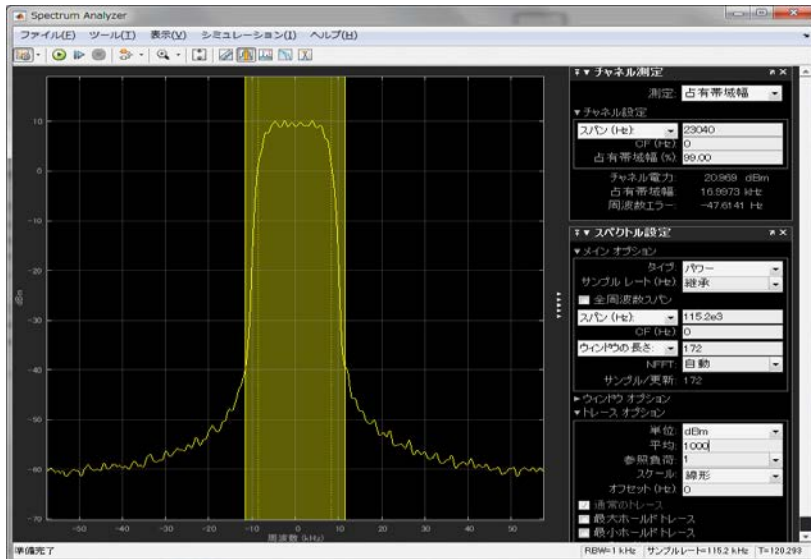 Spectrum Analyzer
ファイル(F) ツール(T) 表示(V) シミュレーション(I) ヘルプ(H)
チャネル測定
測定: 占有帯域幅
チャネル設定
スパン (Hz): 23040
CF (Hz): 0
占有帯域幅 (%): 99.00
チャネル電力: 20.969 dBm
占有帯域幅: 16.9973 kHz
周波数エラー: -47.6141 Hz
スペクトル設定
メイン オプション
タイプ: パワー
サンプル レート (Hz): 継承
全周波数スパン
スパン (Hz): 115.2e3
CF (Hz): 0
ウィンドウの長さ: 172
NFFT: 自動
サンプル/更新: 172
ウィンドウ オプション
トレース オプション
単位: dBm
平均: 1000
参照負荷: 1
スケール: 線形
オフセット (Hz): 0
通常のトレース
最大ホールドトレース
最小ホールドトレース
10
0
-10
-20
-30
-40
-50
-60
-70
dBm
-50 -40 -30 -20 -10 0 10 20 30 40 50
周波数 (kHz)
準備完了
RBW=1 kHz サンプルレート=115.2 kHz T=120.293